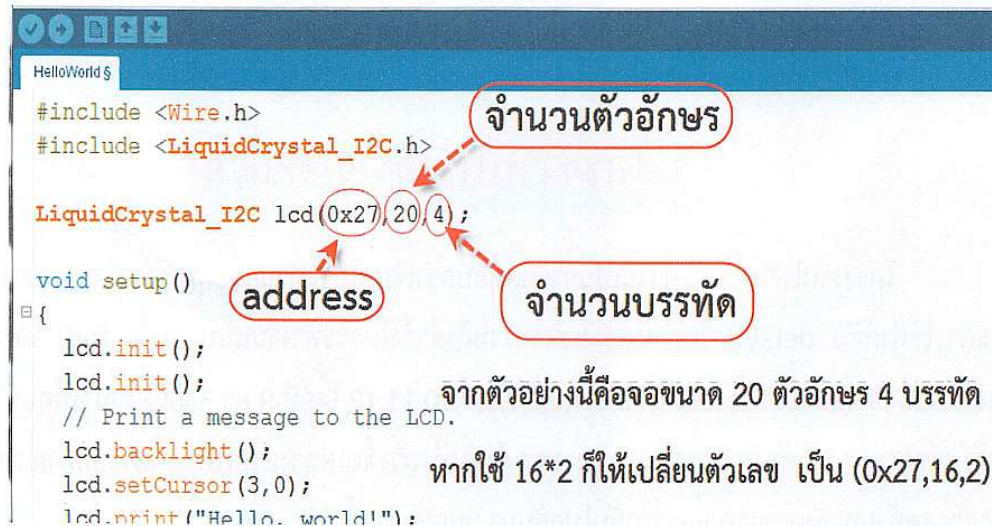 HelloWorld §
#include <Wire.h>
#include <LiquidCrystal_I2C.h>
จำนวนตัวอักษร
LiquidCrystal_I2C lcd(0x27,20,4);
void setup()
address
จำนวนบรรทัด
{
lcd.init();
lcd.init();
// Print a message to the LCD.
lcd.backlight();
lcd.setCursor(3,0);
lcd.print("Hello, world!");
จากตัวอย่างนี้คือจอขนาด 20 ตัวอักษร 4 บรรทัด
หากใช้ 16*2 ก็ให้เปลี่ยนตัวเลข เป็น (0x27,16,2)